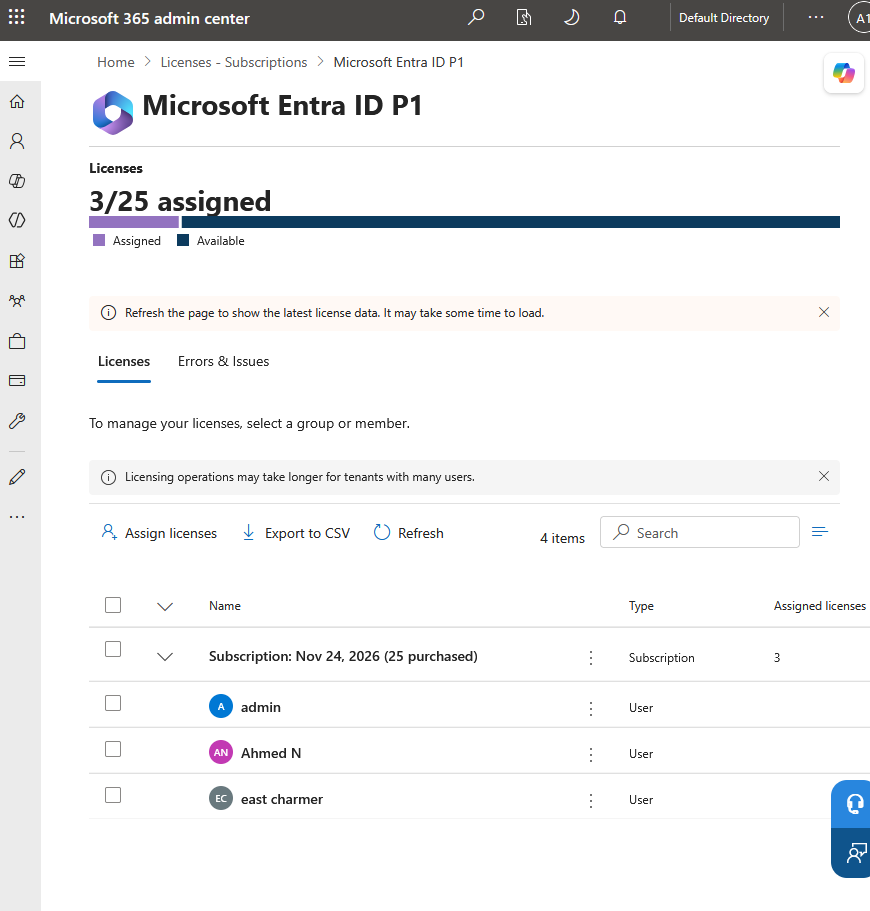 Microsoft 365 admin center
Default Directory
A1
Home > Licenses - Subscriptions > Microsoft Entra ID P1
Microsoft Entra ID P1
Licenses
3/25 assigned
Assigned Available
Refresh the page to show the latest license data. It may take some time to load.
Licenses Errors & Issues
To manage your licenses, select a group or member.
Licensing operations may take longer for tenants with many users.
Assign licenses Export to CSV Refresh 4 items Search
Name Type Assigned licenses
Subscription: Nov 24, 2026 (25 purchased) Subscription 3
A admin User
AN Ahmed N User
EC east charmer User